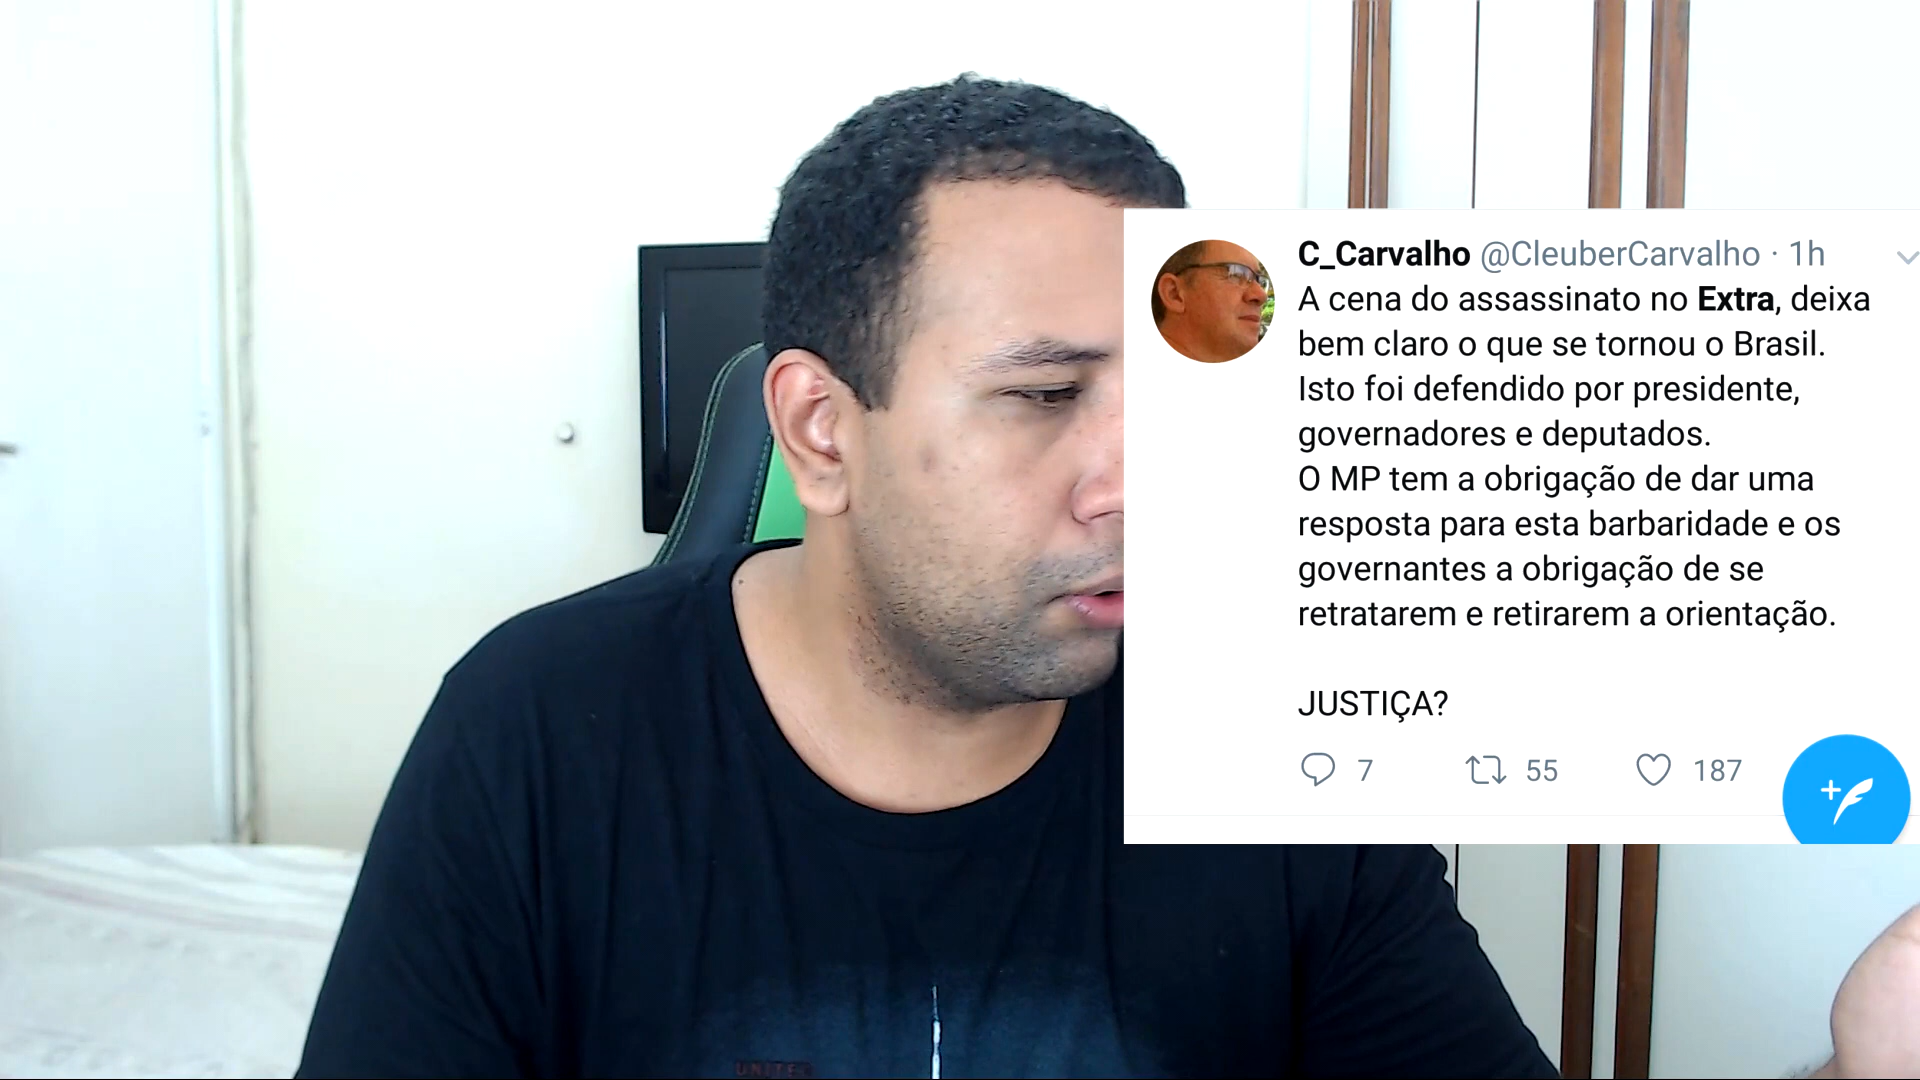 C_Carvalho @CleuberCarvalho · 1h
A cena do assassinato no Extra, deixa
bem claro o que se tornou o Brasil.
Isto foi defendido por presidente,
governadores e deputados.
O MP tem a obrigação de dar uma
resposta para esta barbaridade e os
governantes a obrigação de se
retratarem e retirarem a orientação.
JUSTIÇA?
7 55 187
UNITED